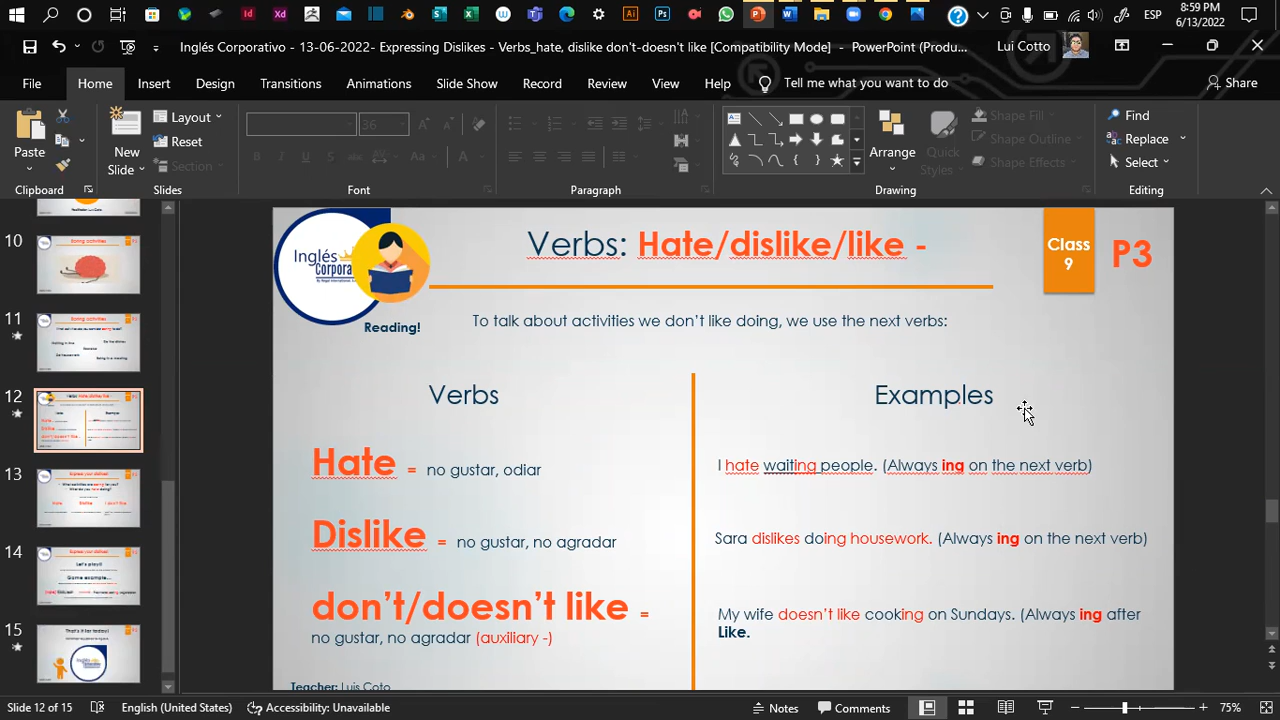 8:59 PM
ESP
6/13/2022
Inglés Corporativo - 13-06-2022- Expressing Dislikes - Verbs_hate, dislike don't-doesn't like [Compatibility Mode] - PowerPoint (Produ...
Lui Cotto
File Home Insert Design Transitions Animations Slide Show Record Review View Help Tell me what you want to do Share
Paste
New Slide
Layout
Reset
Section
36
Arrange
Quick Styles
Shape Fill
Shape Outline
Shape Effects
Find
Replace
Select
Clipboard Slides Font Paragraph Drawing Editing
10
11
12
13
14
15
Inglés
Corporativo
Reading!
Verbs: Hate/dislike/like -
Class
9
P3
To talk about activities we don't like doing, we use the next verbs:
Verbs
Examples
Hate = no gustar, odiar
I hate waiting people. (Always ing on the next verb)
Dislike = no gustar, no agradar
Sara dislikes doing housework. (Always ing on the next verb)
don't/doesn't like =
no gustar, no agradar (auxiliary -)
My wife doesn't like cooking on Sundays. (Always ing after
Like.
Teacher: Luis Coto
Slide 12 of 15 English (United States) Accessibility: Unavailable Notes Comments 75%